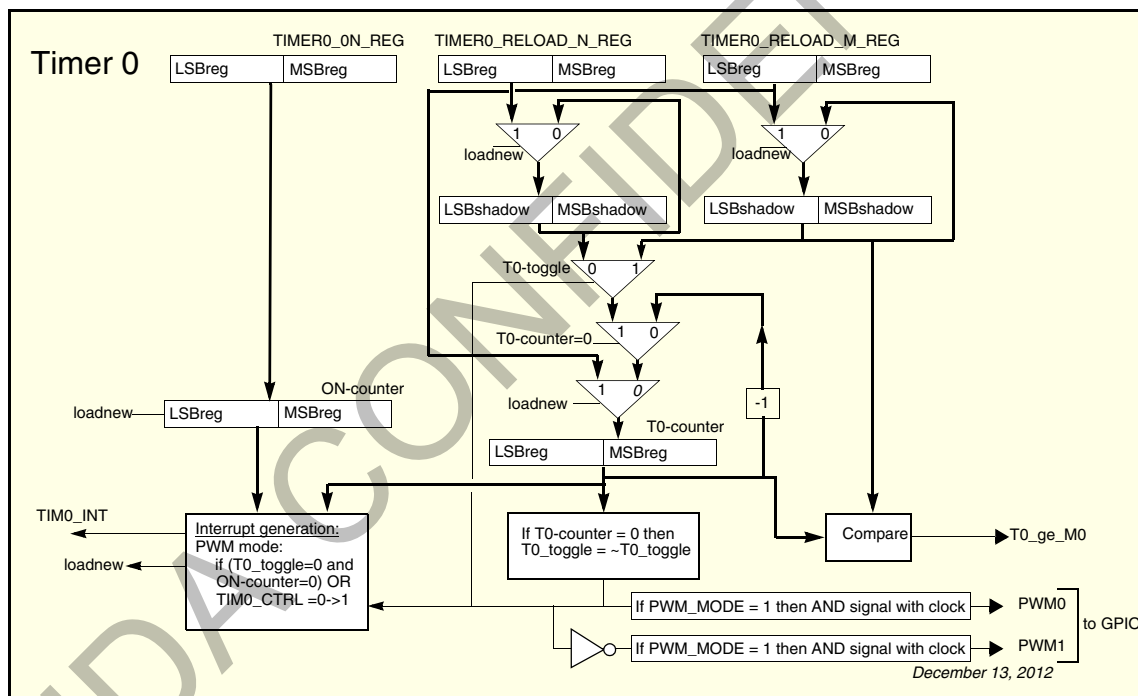 Timer 0
TIMER0_0N_REG
TIMER0_RELOAD_N_REG
TIMER0_RELOAD_M_REG
LSBreg
MSBreg
LSBreg
MSBreg
LSBreg
MSBreg
1
0
1
0
loadnew
loadnew
LSBshadow
MSBshadow
LSBshadow
MSBshadow
T0-toggle
0
1
T0-counter=0
1
0
ON-counter
1
0
-1
loadnew
LSBreg
MSBreg
loadnew
T0-counter
LSBreg
MSBreg
TIM0_INT
loadnew
Interrupt generation:
PWM mode:
if (T0_toggle=0 and
ON-counter=0) OR
TIM0_CTRL =0->1
If T0-counter = 0 then
T0_toggle = ~T0_toggle
Compare
T0_ge_M0
If PWM_MODE = 1 then AND signal with clock
PWM0
to GPIO
If PWM_MODE = 1 then AND signal with clock
PWM1
December 13, 2012